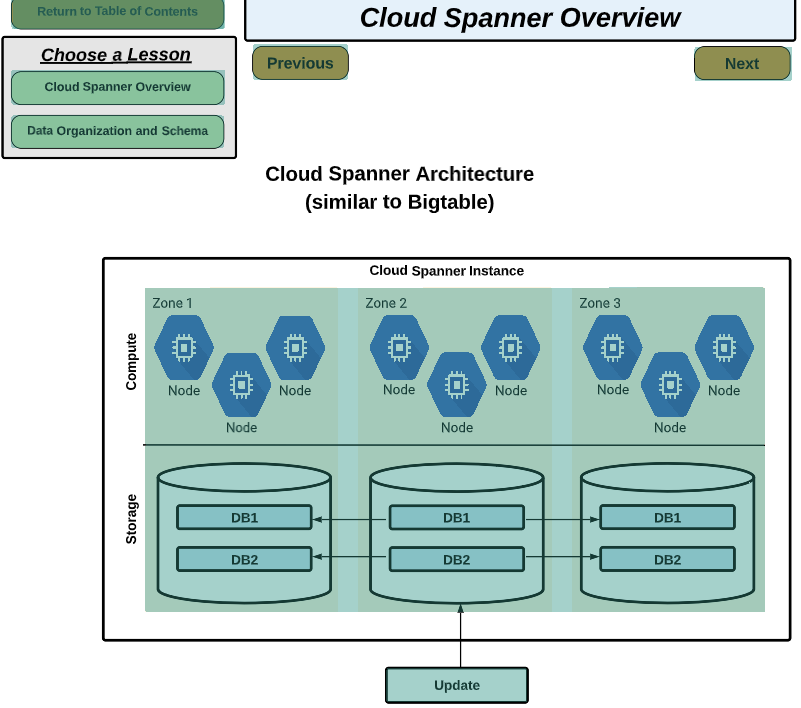 Return to Table of Contents
Cloud Spanner Overview
Choose a Lesson
Cloud Spanner Overview
Data Organization and Schema
Previous
Next
Cloud Spanner Architecture
(similar to Bigtable)
Cloud Spanner Instance
Compute
Zone 1
Node
Node
Node
Zone 2
Node
Node
Node
Zone 3
Node
Node
Node
Storage
DB1
DB1
DB1
DB2
DB2
DB2
Update